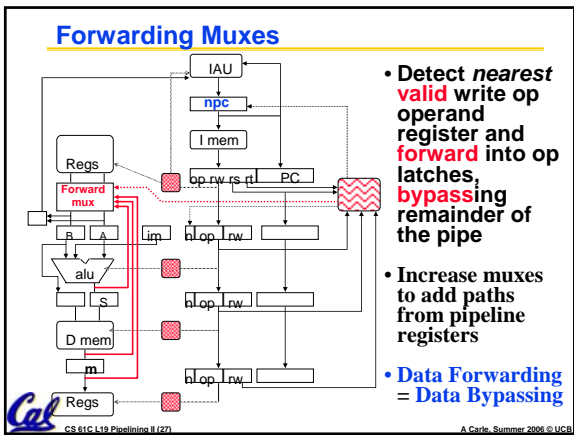 Forwarding Muxes
IAU
npc
I mem
Regs
op rw rs rt
PC
Forward
mux
B
A
im
n op
rw
alu
S
n op
rw
D mem
m
n op
rw
Regs
• Detect nearest
valid write op
operand
register and
forward into op
latches,
bypassing
remainder of
the pipe
• Increase muxes
to add paths
from pipeline
registers
• Data Forwarding
= Data Bypassing
Cal
CS 61C L19 Pipelining II (27)
A Carle, Summer 2006 © UCB